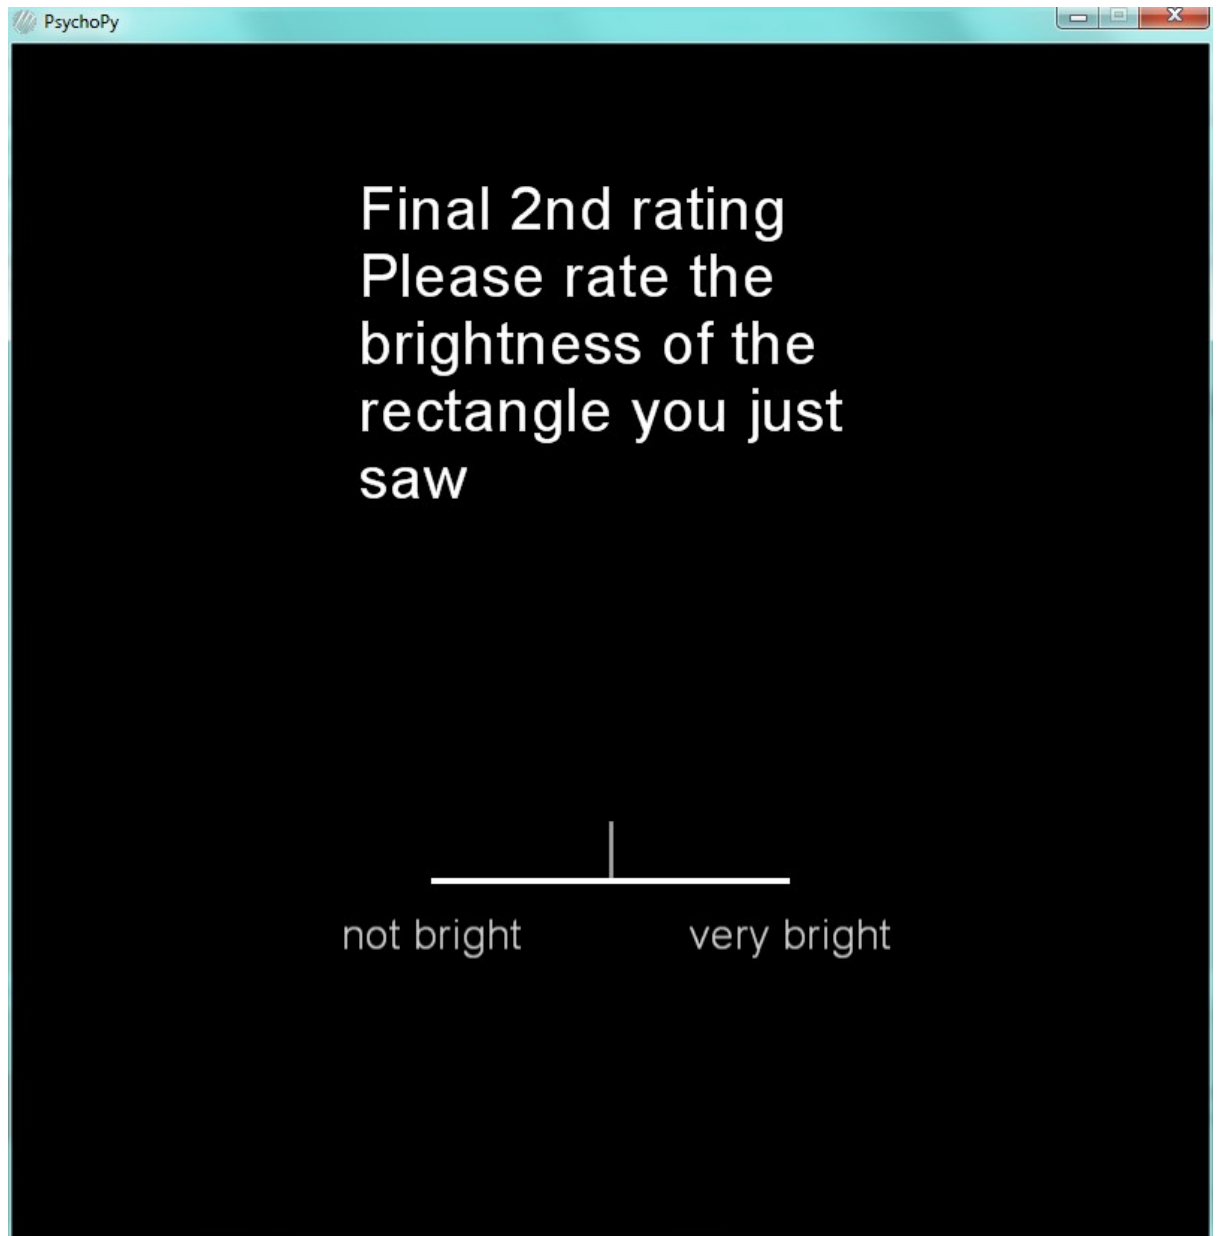 PsychoPy
Final 2nd rating
Please rate the
brightness of the
rectangle you just
saw
not bright very bright